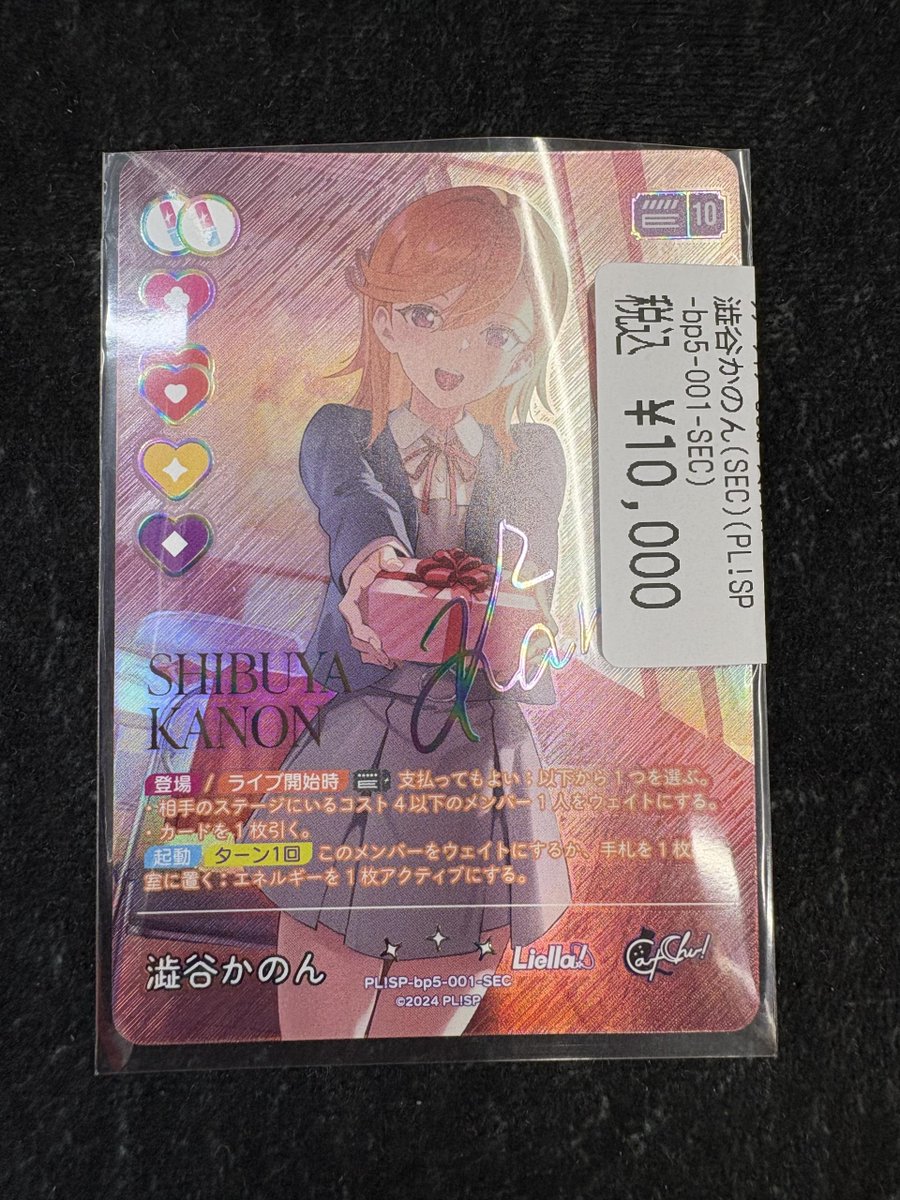 10
澁谷かのん(SEC)(PL!SP
-bp5-001-SEC)
税込 ¥10,000
Kan
SHIBUYA
KANON
登場 / ライブ開始時 支払ってもよい：以下から つを選ぶ。
・相手のステージにいるコスト4以下のメンバー1人をウェイトにする。
・カードを1枚引く。
起動 ターン1回 このメンバーをウェイトにするか、手札を1枚
室に置く：エネルギーを1枚アクティブにする。
澁谷かのん
Liella!
CatChu!
PL!SP-bp5-001-SEC
©2024 PL!SP